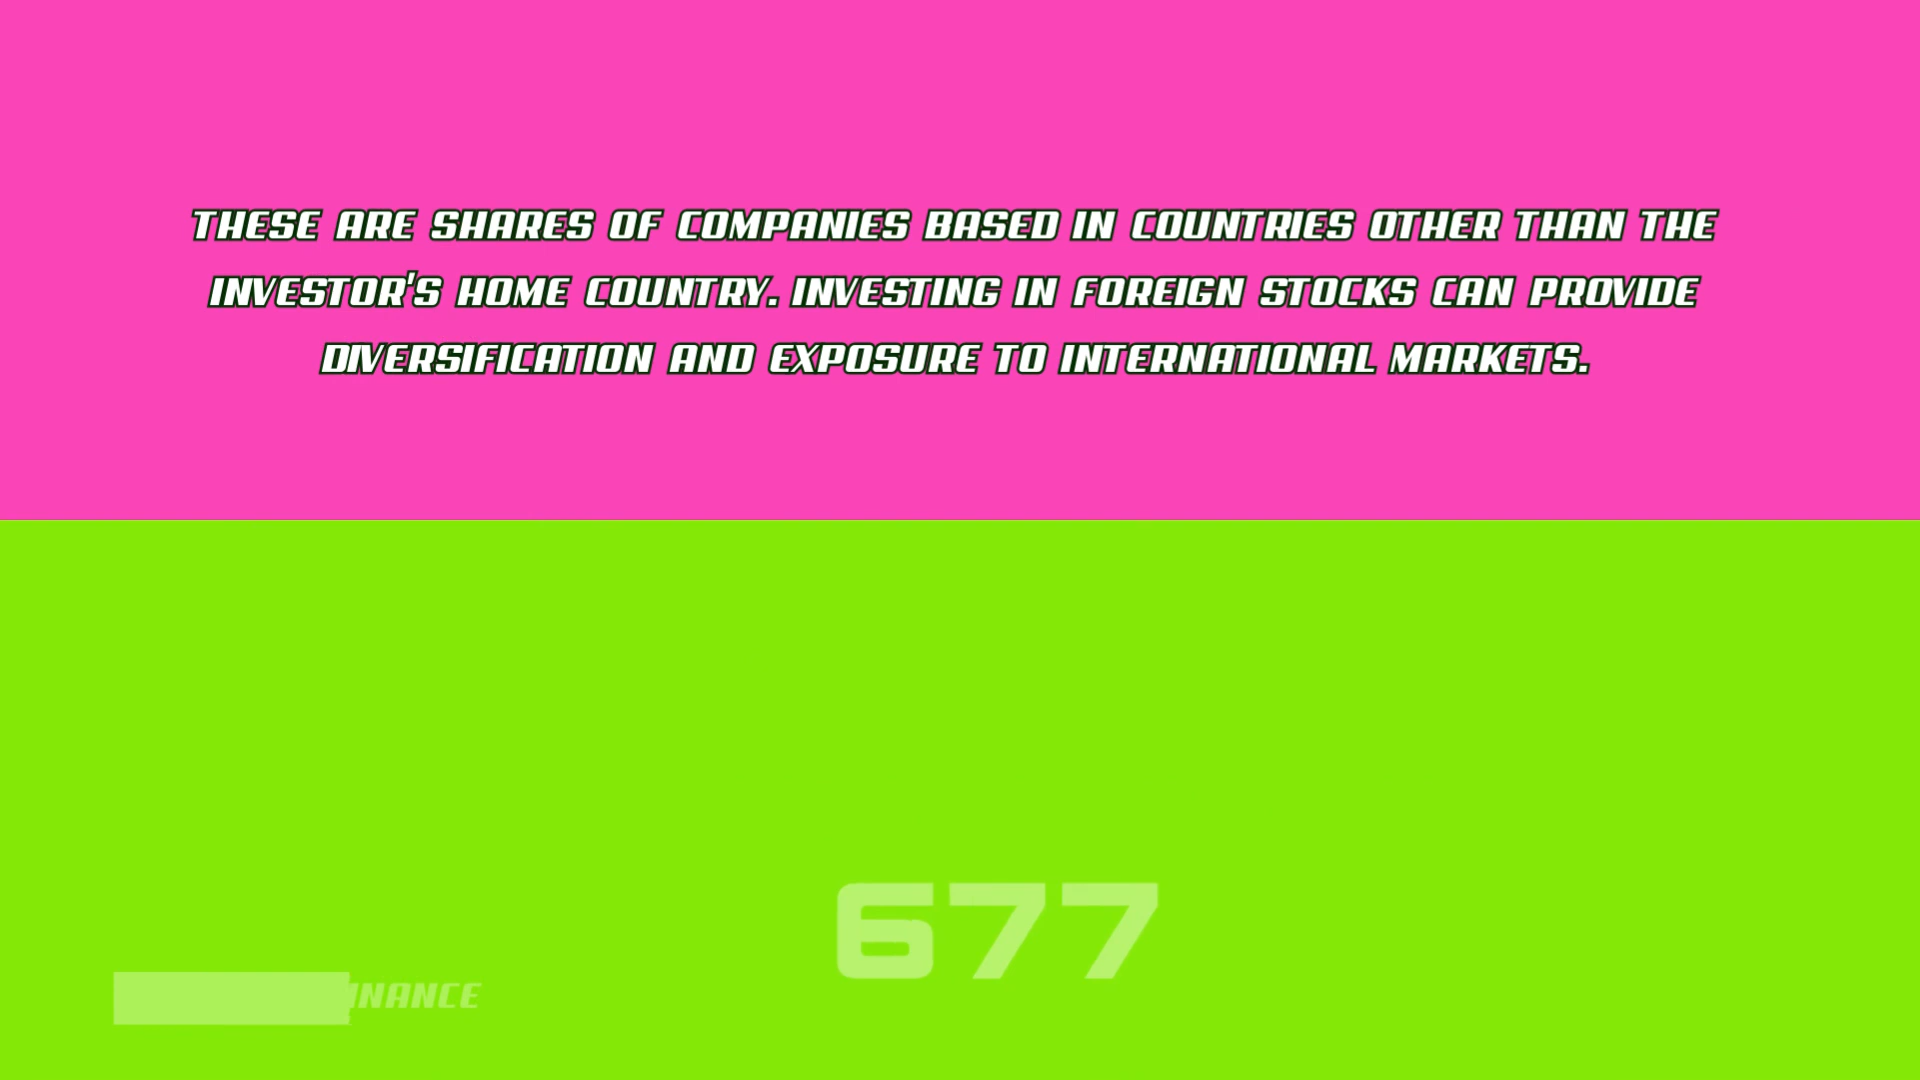 THESE ARE SHARES OF COMPANIES BASED IN COUNTRIES OTHER THAN THE
INVESTOR'S HOME COUNTRY. INVESTING IN FOREIGN STOCKS CAN PROVIDE
DIVERSIFICATION AND EXPOSURE TO INTERNATIONAL MARKETS.
677